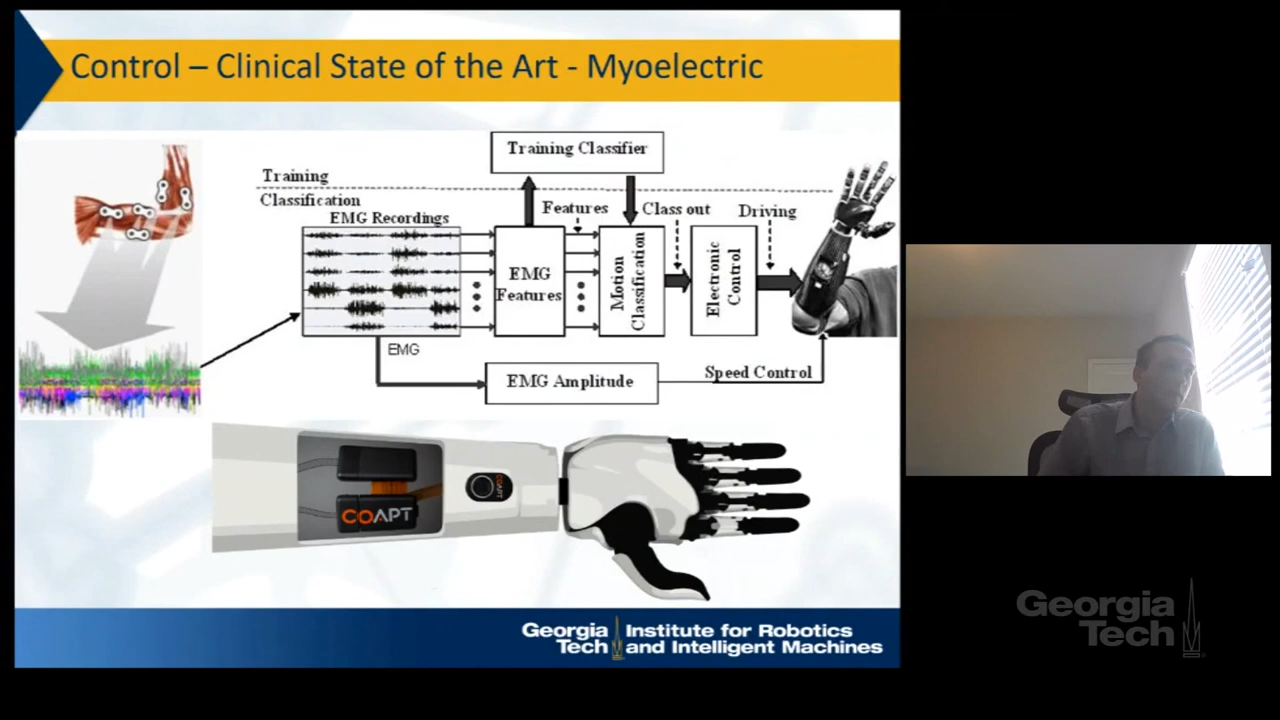 Control – Clinical State of the Art - Myoelectric
Training Classifier
Training
Classification
EMG Recordings
Features
Class out
Driving
EMG
Features
Motion
Classification
Electronic
Control
EMG
EMG Amplitude
Speed Control
COAPT
COAPT
Georgia
Tech
Institute for Robotics
and Intelligent Machines
Georgia
Tech